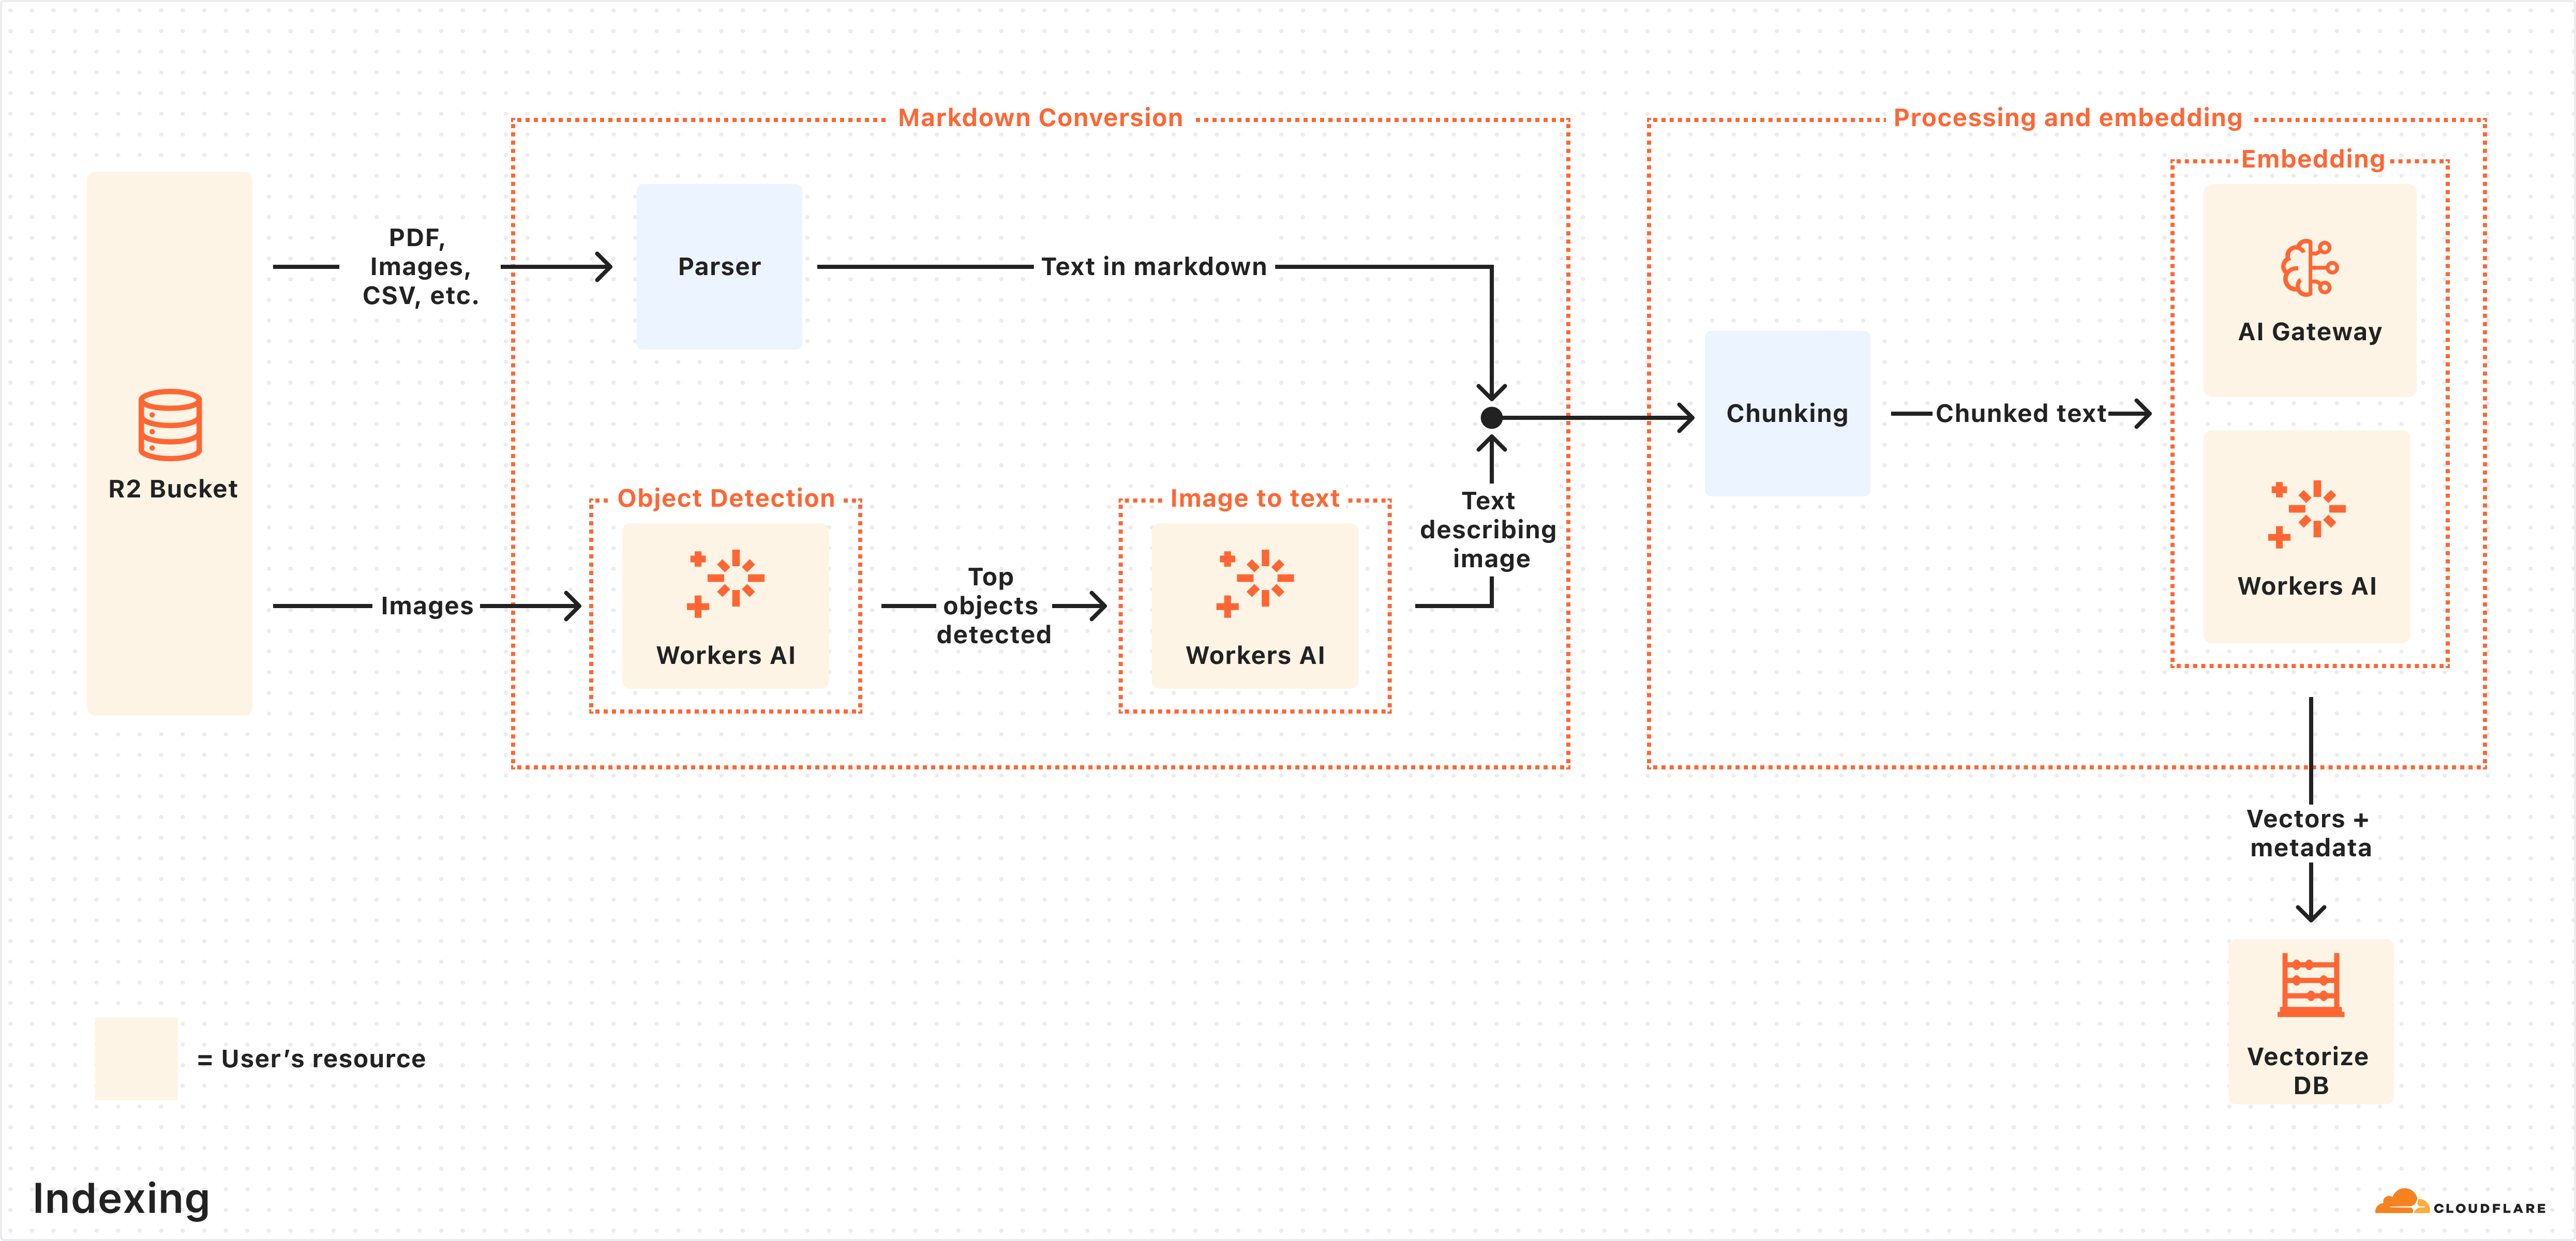 Markdown Conversion
Processing and embedding
Embedding
PDF,
Images,
CSV, etc.
Parser
Text in markdown
AI Gateway
R2 Bucket
Chunking
Chunked text
Object Detection
Image to text
Text
describing
image
Images
Workers AI
Top
objects
detected
Workers AI
Workers AI
Vectors +
metadata
Vectorize
DB
= User’s resource
Indexing
CLOUDFLARE